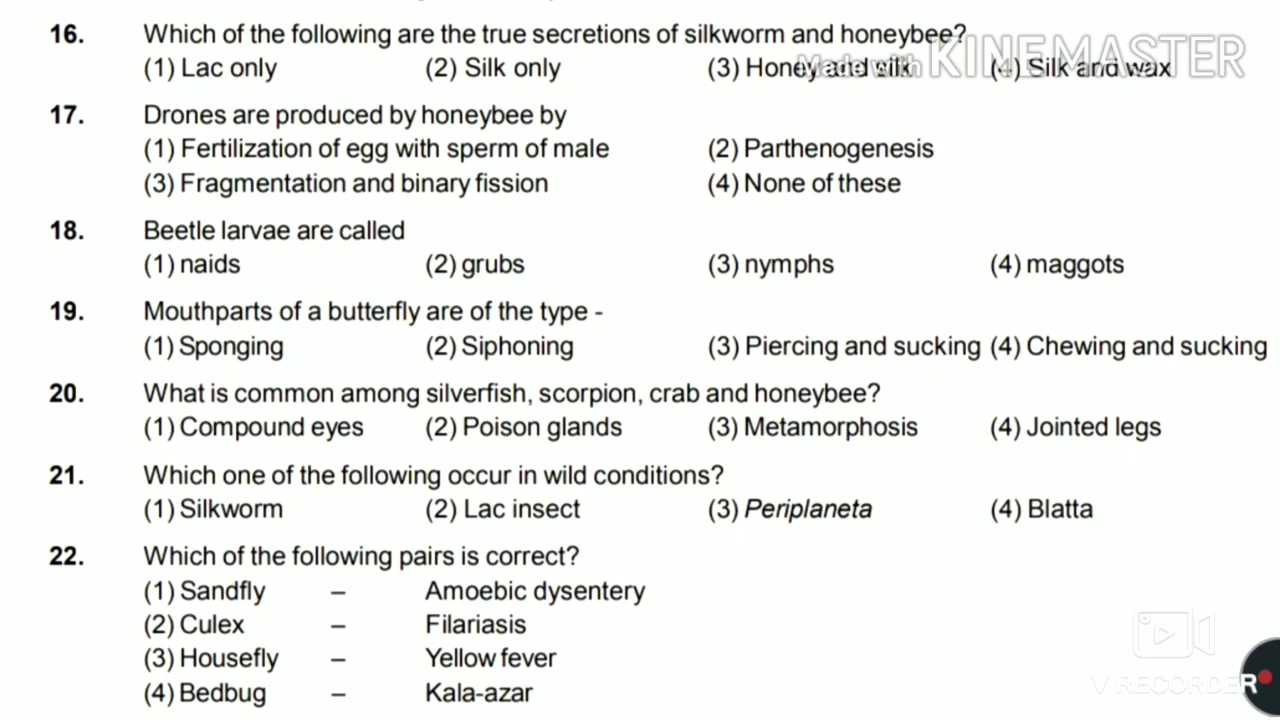 16. Which of the following are the true secretions of silkworm and honeybee?
(1) Lac only (2) Silk only (3) Honey and silk (4) Silk and wax
Made with KINEMASTER
17. Drones are produced by honeybee by
(1) Fertilization of egg with sperm of male (2) Parthenogenesis
(3) Fragmentation and binary fission (4) None of these
18. Beetle larvae are called
(1) naids (2) grubs (3) nymphs (4) maggots
19. Mouthparts of a butterfly are of the type -
(1) Sponging (2) Siphoning (3) Piercing and sucking (4) Chewing and sucking
20. What is common among silverfish, scorpion, crab and honeybee?
(1) Compound eyes (2) Poison glands (3) Metamorphosis (4) Jointed legs
21. Which one of the following occur in wild conditions?
(1) Silkworm (2) Lac insect (3) Periplaneta (4) Blatta
22. Which of the following pairs is correct?
(1) Sandfly – Amoebic dysentery
(2) Culex – Filariasis
(3) Housefly – Yellow fever
(4) Bedbug – Kala-azar
V RECORDER